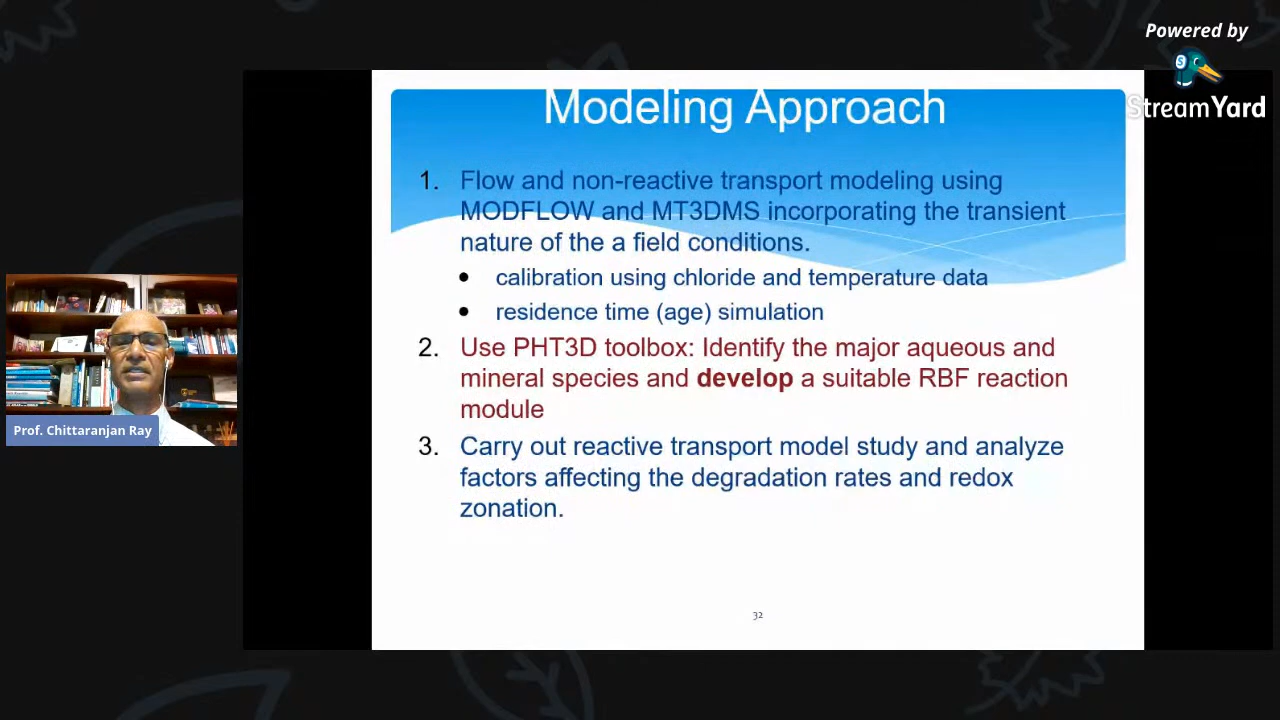 Powered by
StreamYard
Modeling Approach
1. Flow and non-reactive transport modeling using
MODFLOW and MT3DMS incorporating the transient
nature of the a field conditions.
• calibration using chloride and temperature data
• residence time (age) simulation
2. Use PHT3D toolbox: Identify the major aqueous and
mineral species and develop a suitable RBF reaction
module
3. Carry out reactive transport model study and analyze
factors affecting the degradation rates and redox
zonation.
32
Prof. Chittaranjan Ray